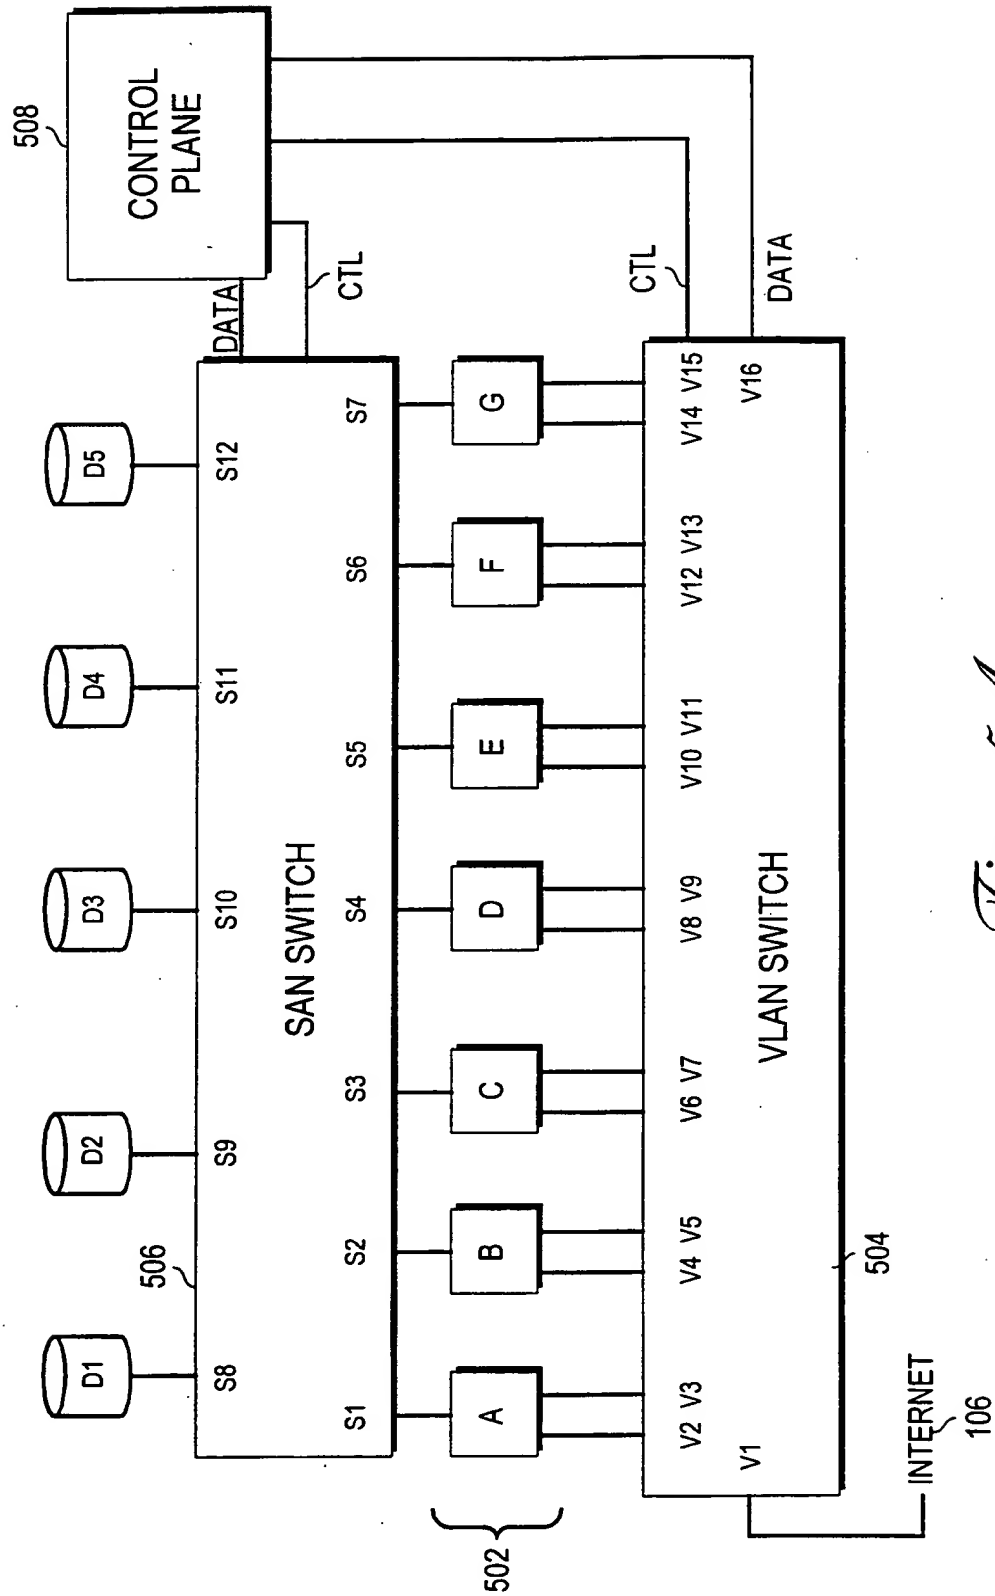 D1
D2
D3
D4
D5
508
CONTROL
PLANE
506
S8
S9
S10
S11
S12
DATA
CTL
SAN SWITCH
S1
S2
S3
S4
S5
S6
S7
502
A
B
C
D
E
F
G
CTL
DATA
V2 V3
V4 V5
V6 V7
V8 V9
V10 V11
V12 V13
V14 V15
V1
V16
VLAN SWITCH
504
INTERNET
106